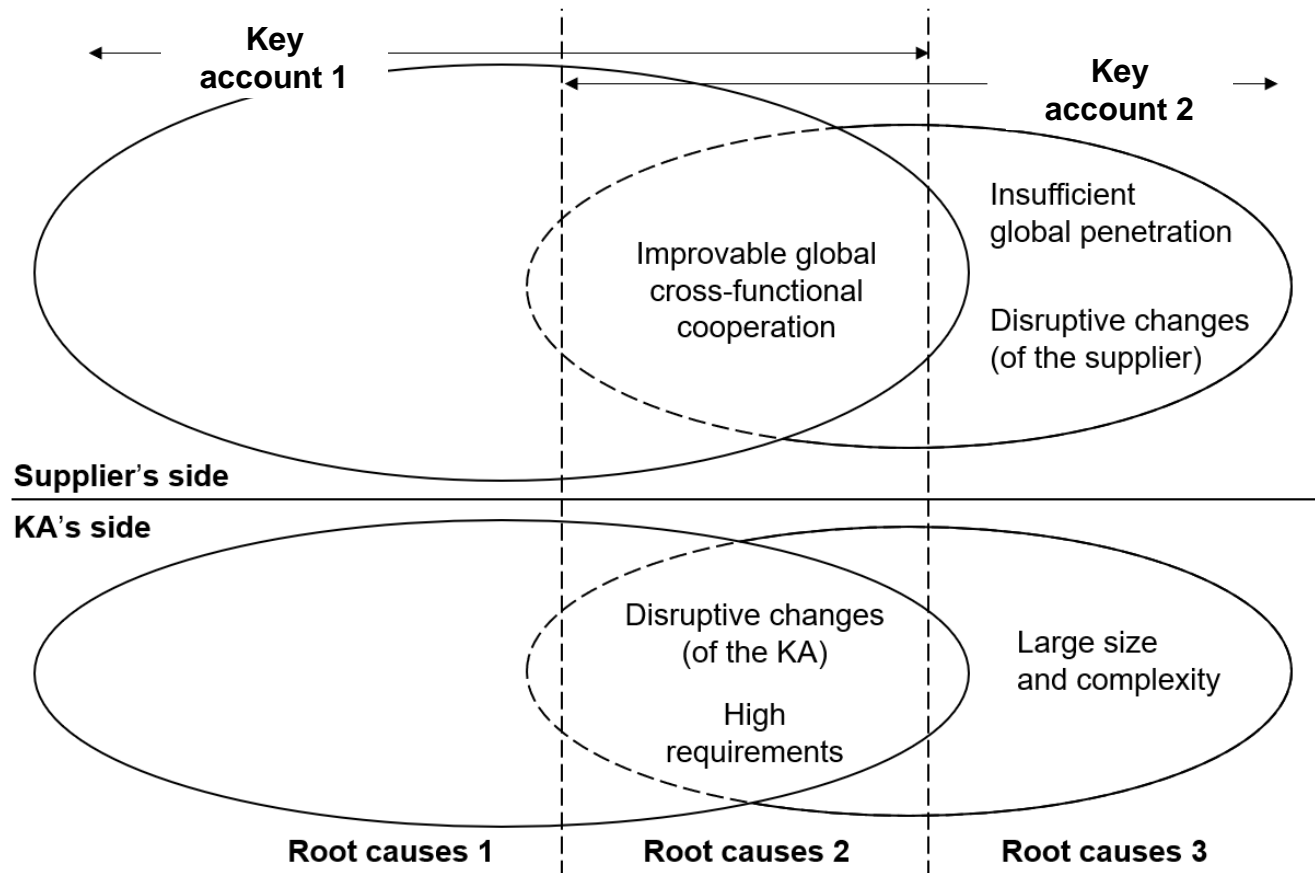 Key
account 1
Key
account 2
Insufficient
global penetration
Improvable global
cross-functional
cooperation
Disruptive changes
(of the supplier)
Supplier’s side
KA’s side
Disruptive changes
(of the KA)
High
requirements
Large size
and complexity
Root causes 1
Root causes 2
Root causes 3